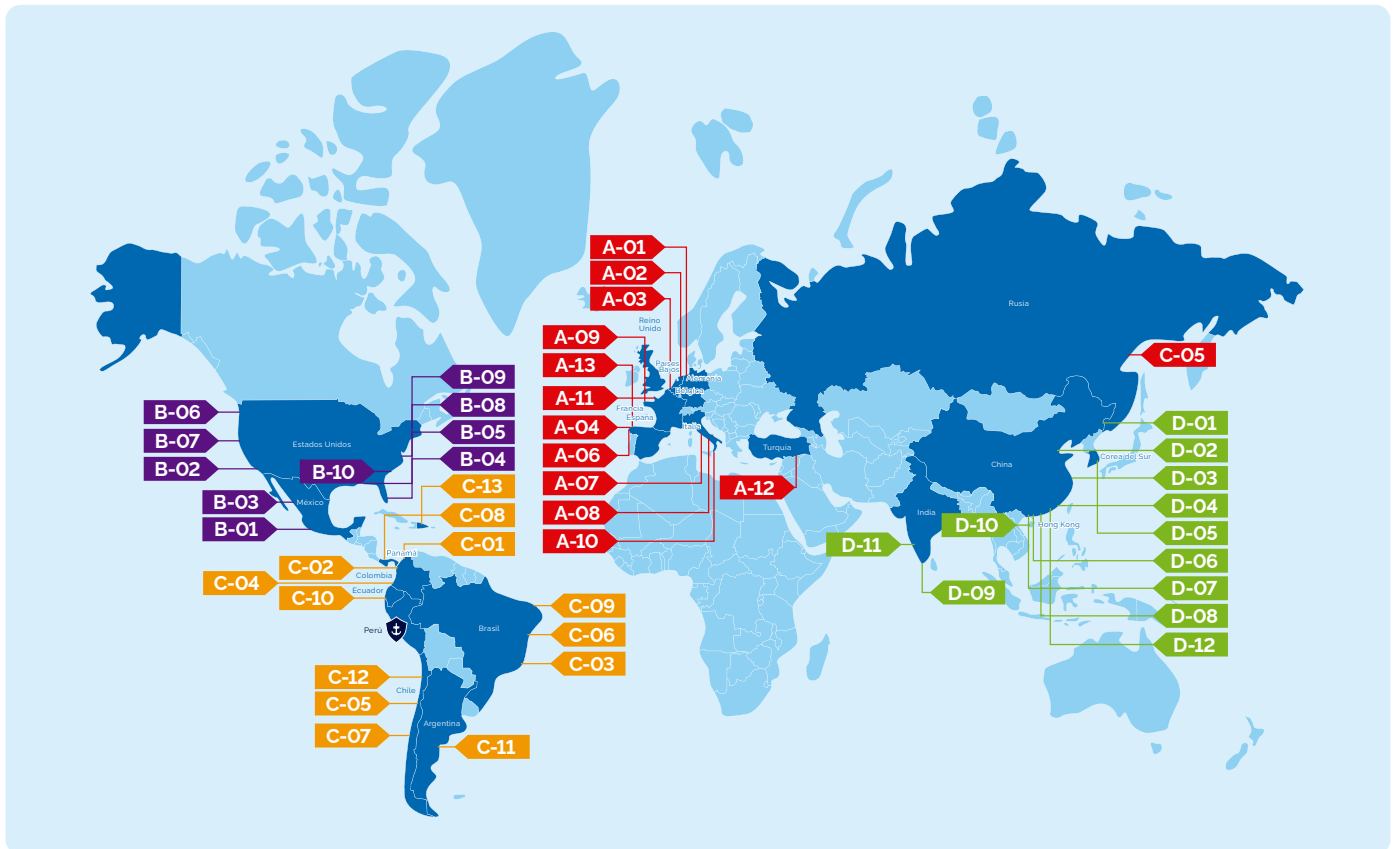 A-01
A-02
A-03
Rusia
Reino
Unido
A-09
C-05
A-13
Países
Bajos
B-09
Alemania
Bélgica
A-11
B-08
Francia
España
B-06
D-01
A-04
Italia
B-05
B-07
Estados Unidos
Turquia
D-02
A-06
Corea del Sur
B-04
China
B-02
B-10
D-03
A-07
C-13
A-12
B-03
México
D-04
A-08
India
C-08
D-10
Hong Kong
B-01
D-05
A-10
C-01
D-11
Panamá
D-06
C-02
Colombia
C-04
D-07
Ecuador
D-09
C-10
C-09
D-08
Perú
Brasil
C-06
D-12
C-03
C-12
Chile
C-05
Argentina
C-07
C-11